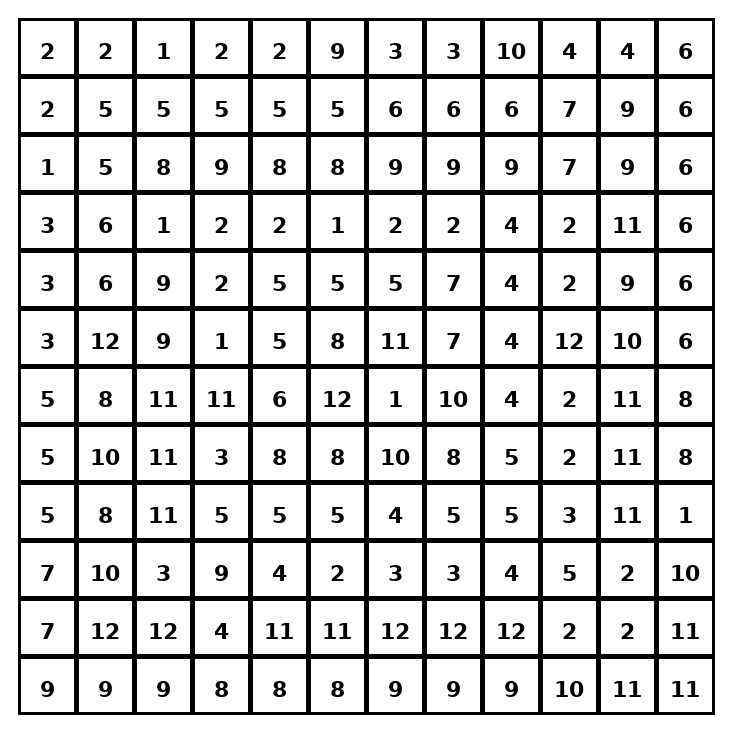 2 2 1 2 2 9 3 3 10 4 4 6
2 5 5 5 5 5 6 6 6 7 9 6
1 5 8 9 8 8 9 9 9 7 9 6
3 6 1 2 2 1 2 2 4 2 11 6
3 6 9 2 5 5 5 7 4 2 9 6
3 12 9 1 5 8 11 7 4 12 10 6
5 8 11 11 6 12 1 10 4 2 11 8
5 10 11 3 8 8 10 8 5 2 11 8
5 8 11 5 5 5 4 5 5 3 11 1
7 10 3 9 4 2 3 3 4 5 2 10
7 12 12 4 11 11 12 12 12 2 2 11
9 9 9 8 8 8 9 9 9 10 11 11